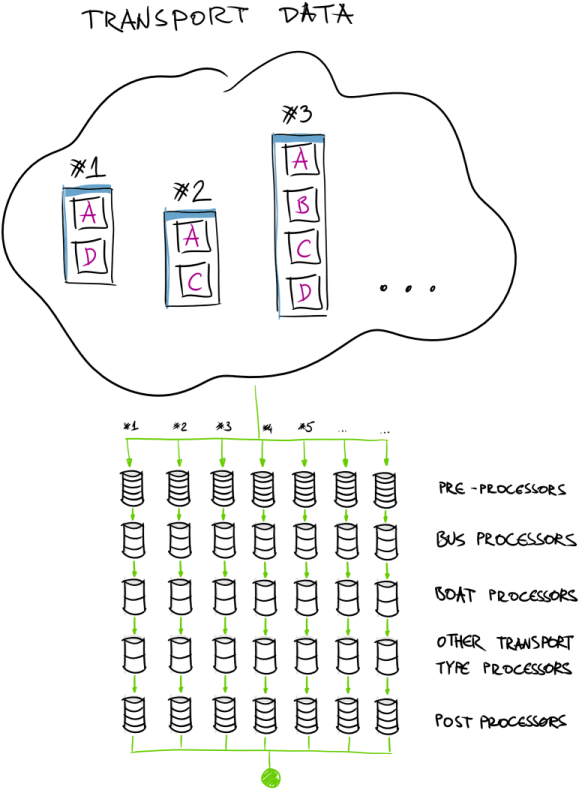 TRANSPORT DATA
#3
A
B
C
D
#1
A
D
#2
A
C
...
#1 #2 #3 #4 #5 ... ...
PRE-PROCESSORS
BUS PROCESSORS
BOAT PROCESSORS
OTHER TRANSPORT
TYPE PROCESSORS
POST PROCESSORS